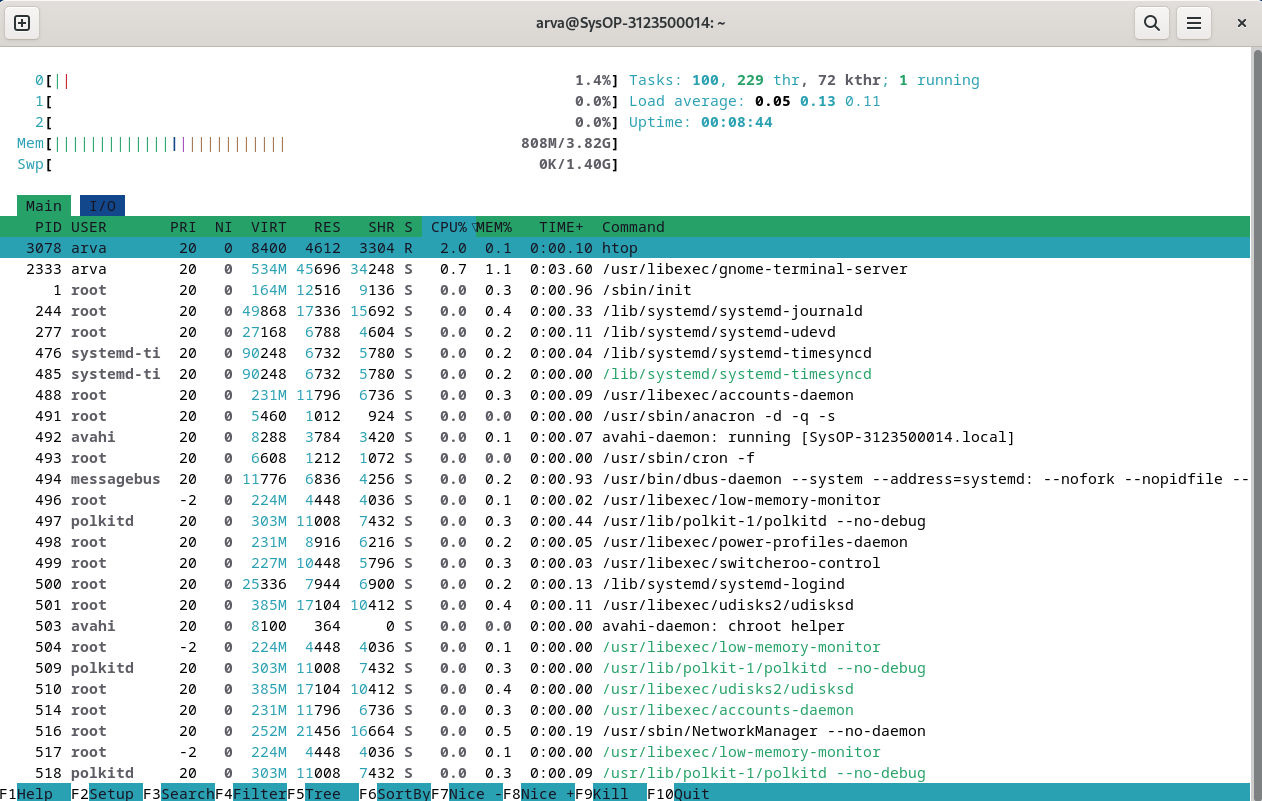 arva@SysOP-3123500014: ~
0[|| 1.4%] Tasks: 100, 229 thr, 72 kthr; 1 running
1[ 0.0%] Load average: 0.05 0.13 0.11
2[ 0.0%] Uptime: 00:08:44
Mem[|||||||||||||||||||||||||| 808M/3.82G]
Swp[ 0K/1.40G]
Main I/O
PID USER PRI NI VIRT RES SHR S CPU%▽MEM% TIME+ Command
3078 arva 20 0 8400 4612 3304 R 2.0 0.1 0:00.10 htop
2333 arva 20 0 534M 45696 34248 S 0.7 1.1 0:03.60 /usr/libexec/gnome-terminal-server
1 root 20 0 164M 12516 9136 S 0.0 0.3 0:00.96 /sbin/init
244 root 20 0 49868 17336 15692 S 0.0 0.4 0:00.33 /lib/systemd/systemd-journald
277 root 20 0 27168 6788 4604 S 0.0 0.2 0:00.11 /lib/systemd/systemd-udevd
476 systemd-ti 20 0 90248 6732 5780 S 0.0 0.2 0:00.04 /lib/systemd/systemd-timesyncd
485 systemd-ti 20 0 90248 6732 5780 S 0.0 0.2 0:00.00 /lib/systemd/systemd-timesyncd
488 root 20 0 231M 11796 6736 S 0.0 0.3 0:00.09 /usr/libexec/accounts-daemon
491 root 20 0 5460 1012 924 S 0.0 0.0 0:00.00 /usr/sbin/anacron -d -q -s
492 avahi 20 0 8288 3784 3420 S 0.0 0.1 0:00.07 avahi-daemon: running [SysOP-3123500014.local]
493 root 20 0 6608 1212 1072 S 0.0 0.0 0:00.00 /usr/sbin/cron -f
494 messagebus 20 0 11776 6836 4256 S 0.0 0.2 0:00.93 /usr/bin/dbus-daemon --system --address=systemd: --nofork --nopidfile --
496 root -2 0 224M 4448 4036 S 0.0 0.1 0:00.02 /usr/libexec/low-memory-monitor
497 polkitd 20 0 303M 11008 7432 S 0.0 0.3 0:00.44 /usr/lib/polkit-1/polkitd --no-debug
498 root 20 0 231M 8916 6216 S 0.0 0.2 0:00.05 /usr/libexec/power-profiles-daemon
499 root 20 0 227M 10448 5796 S 0.0 0.3 0:00.03 /usr/libexec/switcheroo-control
500 root 20 0 25336 7944 6900 S 0.0 0.2 0:00.13 /lib/systemd/systemd-logind
501 root 20 0 385M 17104 10412 S 0.0 0.4 0:00.11 /usr/libexec/udisks2/udisksd
503 avahi 20 0 8100 364 0 S 0.0 0.0 0:00.00 avahi-daemon: chroot helper
504 root -2 0 224M 4448 4036 S 0.0 0.1 0:00.00 /usr/libexec/low-memory-monitor
509 polkitd 20 0 303M 11008 7432 S 0.0 0.3 0:00.00 /usr/lib/polkit-1/polkitd --no-debug
510 root 20 0 385M 17104 10412 S 0.0 0.4 0:00.00 /usr/libexec/udisks2/udisksd
514 root 20 0 231M 11796 6736 S 0.0 0.3 0:00.00 /usr/libexec/accounts-daemon
516 root 20 0 252M 21456 16664 S 0.0 0.5 0:00.19 /usr/sbin/NetworkManager --no-daemon
517 root -2 0 224M 4448 4036 S 0.0 0.1 0:00.00 /usr/libexec/low-memory-monitor
518 polkitd 20 0 303M 11008 7432 S 0.0 0.3 0:00.09 /usr/lib/polkit-1/polkitd --no-debug
F1Help F2Setup F3SearchF4FilterF5Tree F6SortByF7Nice -F8Nice +F9Kill F10Quit